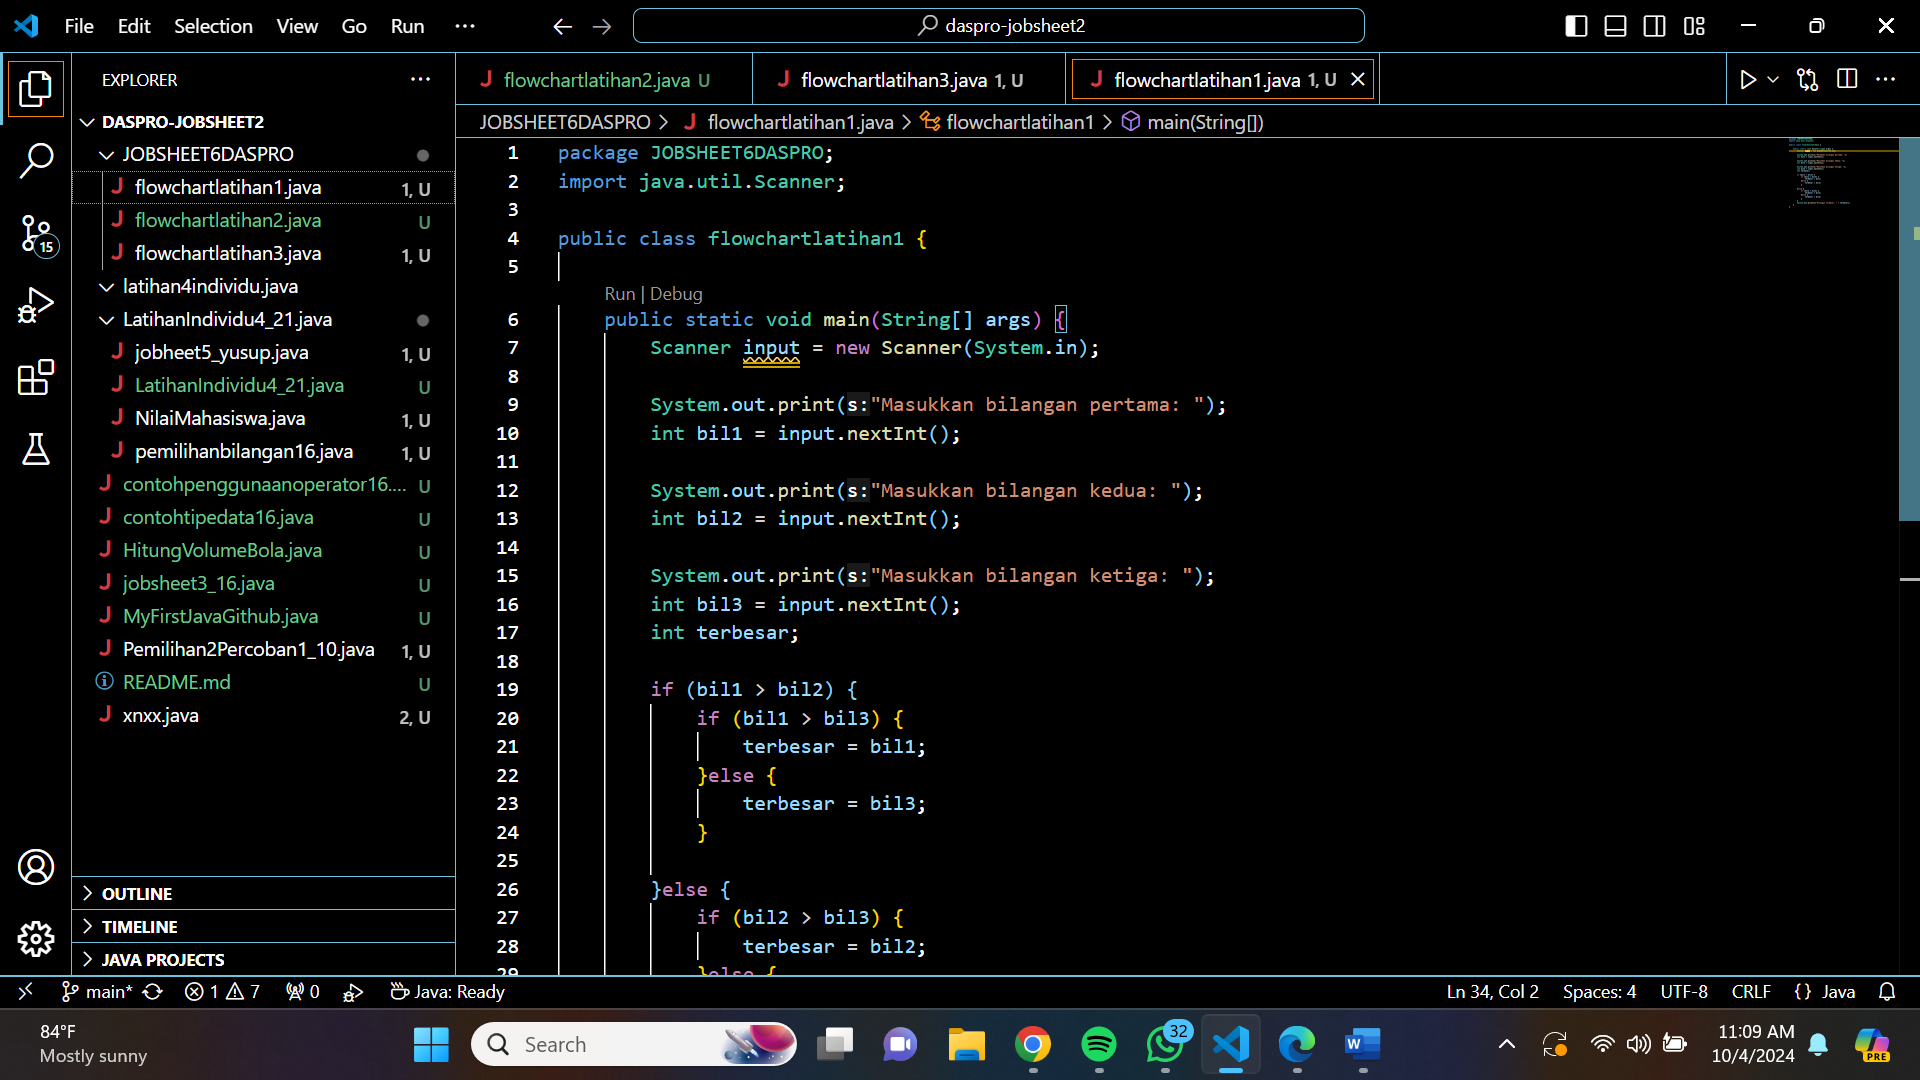 File Edit Selection View Go Run ··· daspro-jobsheet2
EXPLORER ···
DASPRO-JOBSHEET2
JOBSHEET6DASPRO
flowchartlatihan1.java 1, U
flowchartlatihan2.java U
flowchartlatihan3.java 1, U
latihan4individu.java
LatihanIndividu4_21.java
jobheet5_yusup.java 1, U
LatihanIndividu4_21.java U
NilaiMahasiswa.java 1, U
pemilihanbilangan16.java 1, U
contohpenggunaanoperator16.... U
contohtipedata16.java U
HitungVolumeBola.java U
jobsheet3_16.java U
MyFirstJavaGithub.java U
Pemilihan2Percoban1_10.java 1, U
README.md U
xnxx.java 2, U
OUTLINE
TIMELINE
JAVA PROJECTS
15
flowchartlatihan2.java U flowchartlatihan3.java 1, U flowchartlatihan1.java 1, U
JOBSHEET6DASPRO > flowchartlatihan1.java > flowchartlatihan1 > main(String[])
1 package JOBSHEET6DASPRO;
2 import java.util.Scanner;
3
4 public class flowchartlatihan1 {
5
Run | Debug
6 public static void main(String[] args) {
7 Scanner input = new Scanner(System.in);
8
9 System.out.print(s:"Masukkan bilangan pertama: ");
10 int bil1 = input.nextInt();
11
12 System.out.print(s:"Masukkan bilangan kedua: ");
13 int bil2 = input.nextInt();
14
15 System.out.print(s:"Masukkan bilangan ketiga: ");
16 int bil3 = input.nextInt();
17 int terbesar;
18
19 if (bil1 > bil2) {
20 if (bil1 > bil3) {
21 terbesar = bil1;
22 }else {
23 terbesar = bil3;
24 }
25
26 }else {
27 if (bil2 > bil3) {
28 terbesar = bil2;
29 }else {
main* 1 7 0 Java: Ready Ln 34, Col 2 Spaces: 4 UTF-8 CRLF {} Java
84°F
Mostly sunny
Search
32
11:09 AM
10/4/2024
PRE